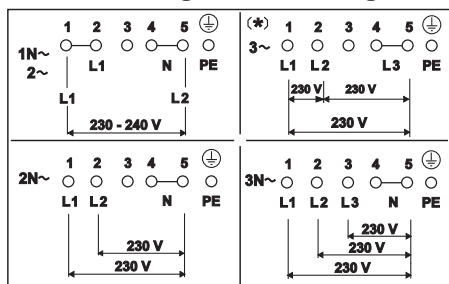 1 2 3 4 5
1N~
2~
L1 N PE
L1 L2
230 - 240 V
(*)
3~
1 2 3 4 5
L1 L2 L3 PE
230 V 230 V
230 V
2N~
1 2 3 4 5
L1 L2 N PE
230 V
230 V
3N~
1 2 3 4 5
L1 L2 L3 N PE
230 V
230 V
230 V